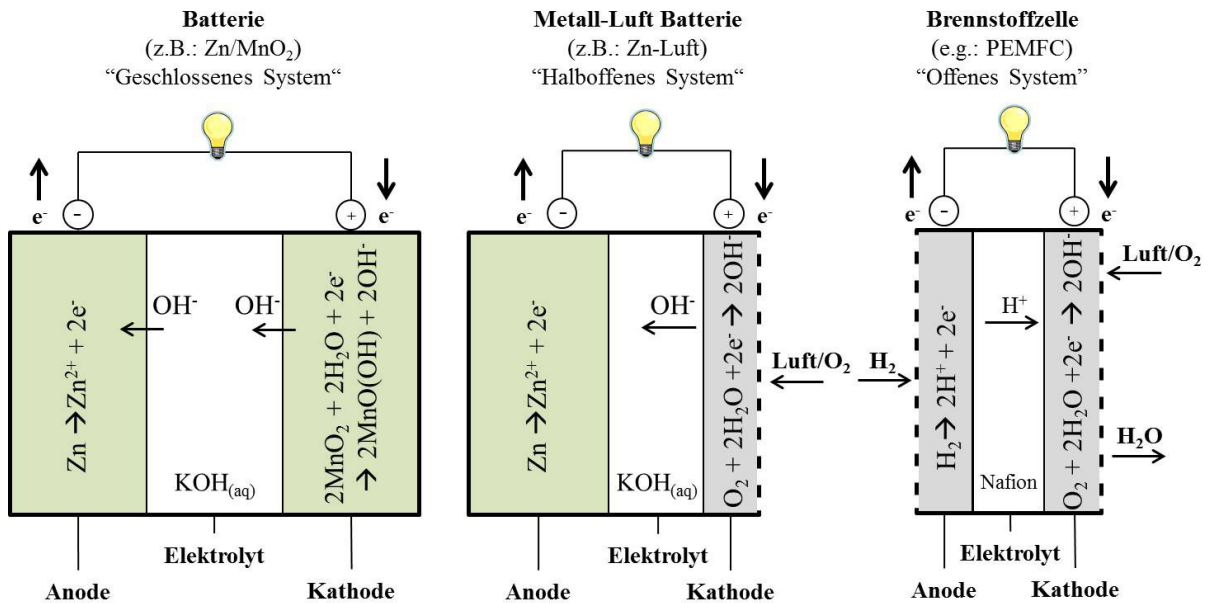 Batterie
(z.B.: Zn/MnO₂)
“Geschlossenes System“
e⁻
-
+
e⁻
Zn → Zn²⁺ + 2e⁻
OH⁻
OH⁻
2MnO₂ + 2H₂O + 2e⁻
→ 2MnO(OH) + 2OH⁻
KOH₍aq₎
Elektrolyt
Anode
Kathode
Metall-Luft Batterie
(z.B.: Zn-Luft)
“Halboffenes System“
e⁻
-
+
e⁻
Zn → Zn²⁺ + 2e⁻
OH⁻
O₂ + 2H₂O +2e⁻ → 2OH⁻
Luft/O₂
KOH₍aq₎
Elektrolyt
Anode
Kathode
Brennstoffzelle
(e.g.: PEMFC)
“Offenes System”
e⁻
-
+
e⁻
H₂
H₂ → 2H⁺ + 2e⁻
H⁺
O₂ + 2H₂O +2e⁻ → 2OH⁻
Luft/O₂
H₂O
Nafion
Elektrolyt
Anode
Kathode